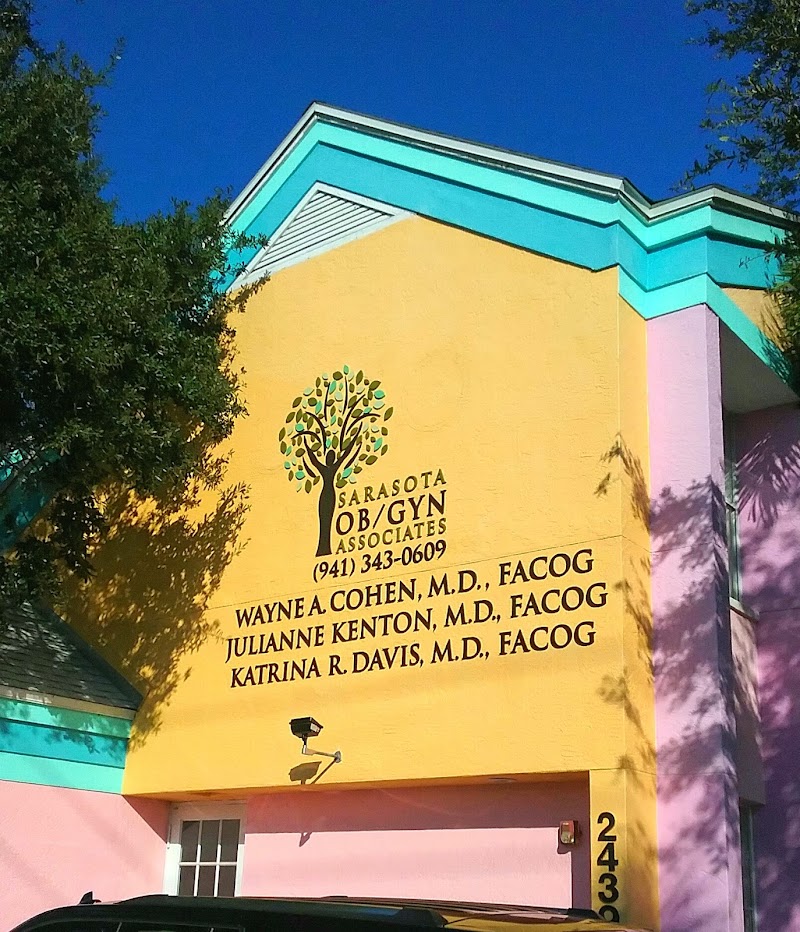 SARASOTA
OB/GYN
ASSOCIATES
(941) 343-0609
WAYNE A. COHEN, M.D., FACOG
JULIANNE KENTON, M.D., FACOG
KATRINA R. DAVIS, M.D., FACOG
243